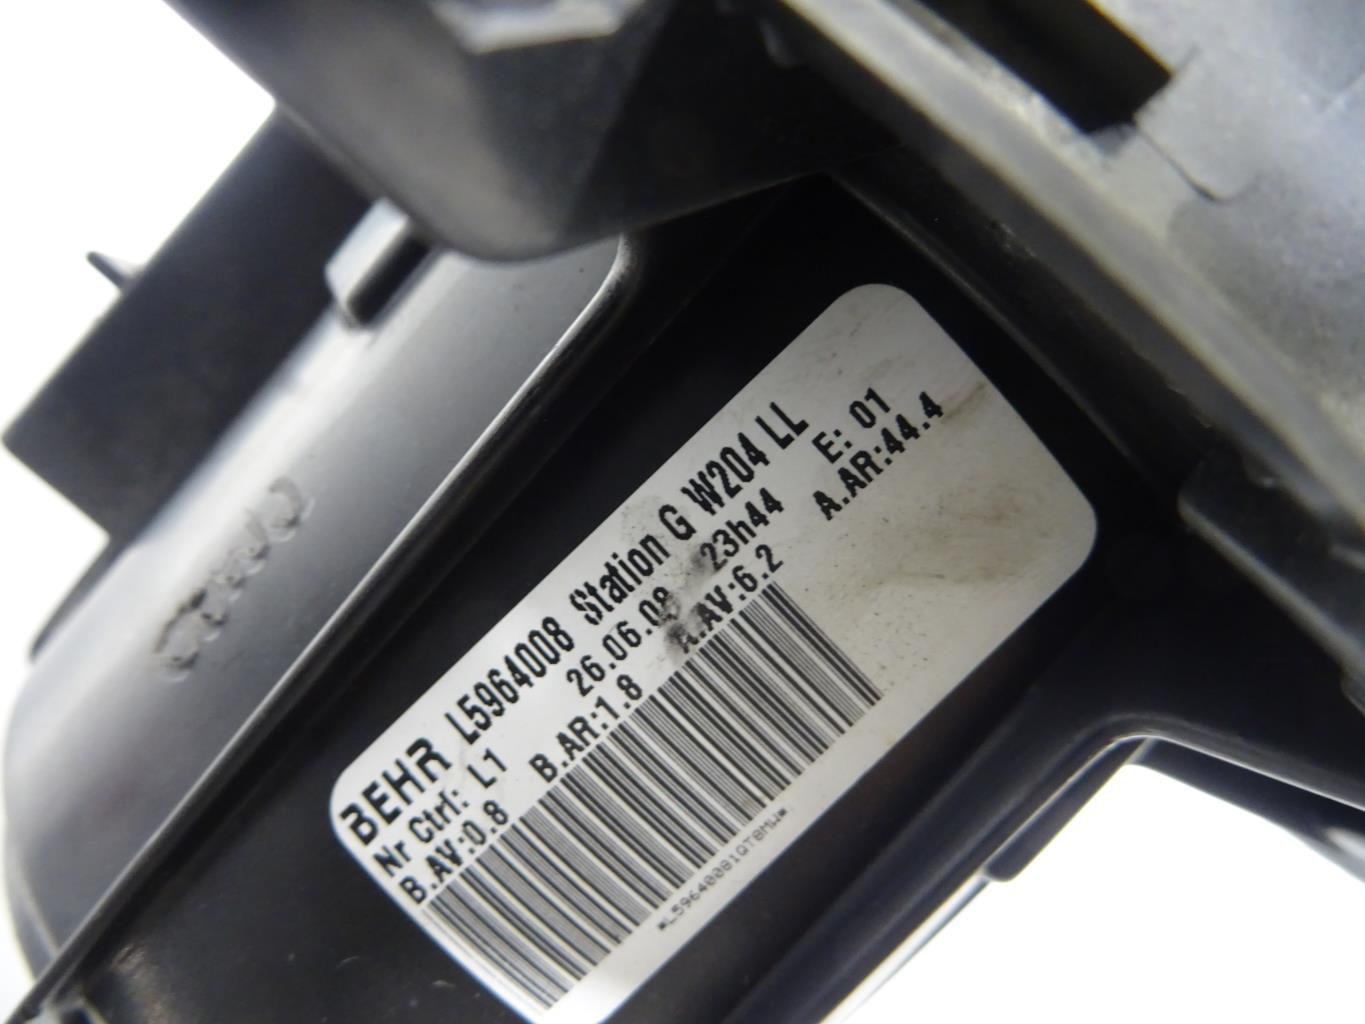 BEHR L5964008 Station G W204 LL
Nr Ctrl: L1 26.06.08 23h44 E: 01
B.AV:0.8 B.AR:1.8 A.AV:6.2 A.AR:44.4